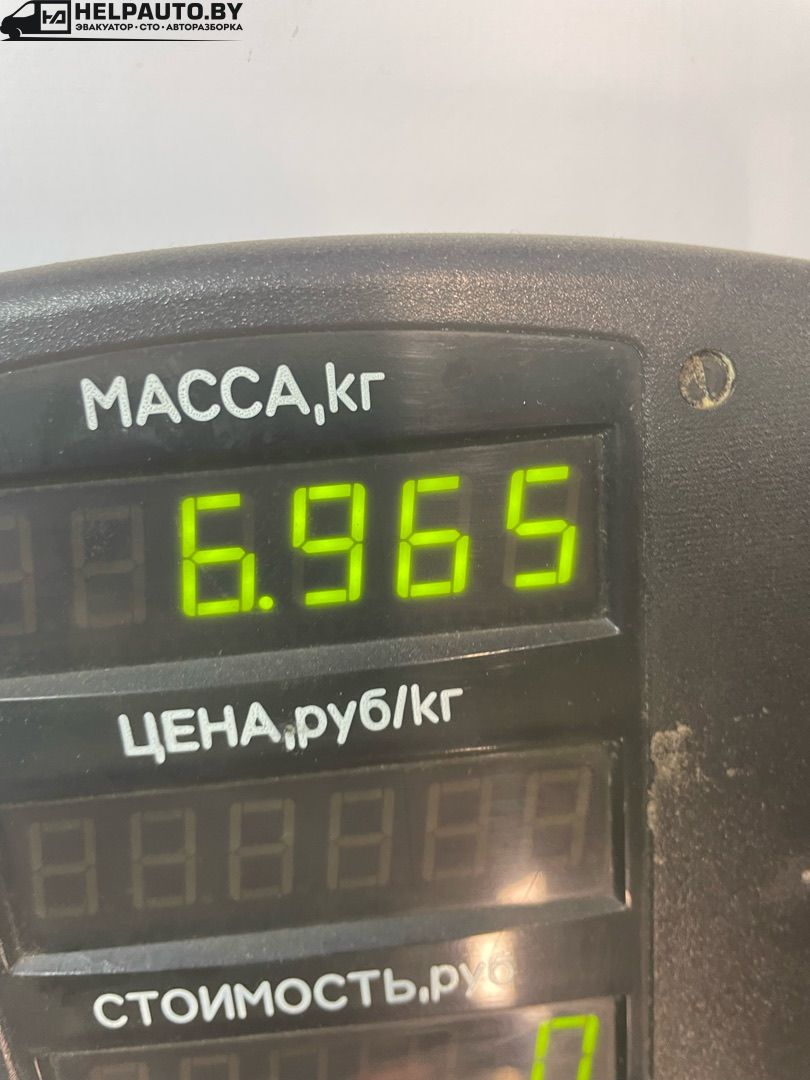 HELPAUTO.BY
ЭВАКУАТОР • СТО • АВТОРАЗБОРКА
МАССА,кг
6.965
ЦЕНА,руб/кг
СТОИМОСТЬ,руб
0